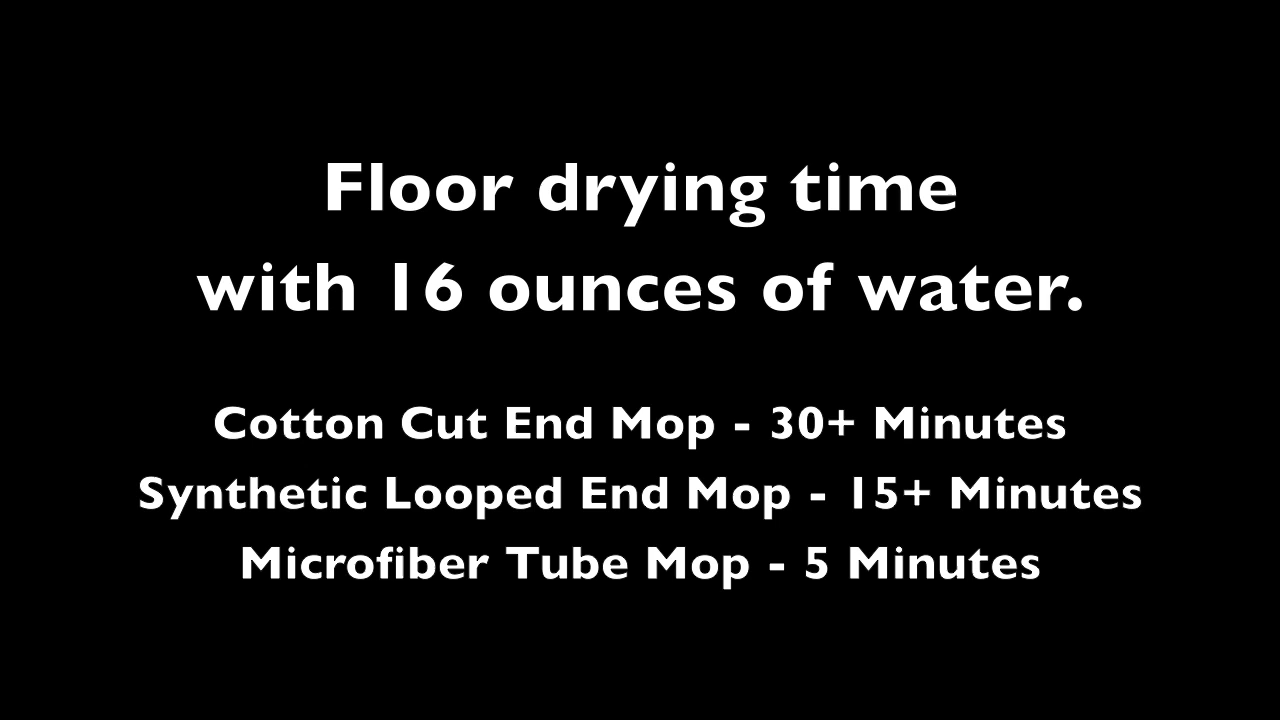 Floor drying time
with 16 ounces of water.
Cotton Cut End Mop - 30+ Minutes
Synthetic Looped End Mop - 15+ Minutes
Microfiber Tube Mop - 5 Minutes